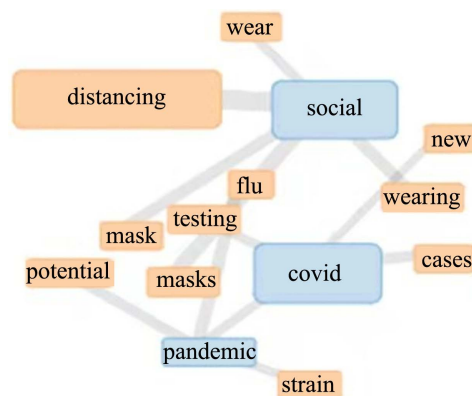 wear
distancing
social
new
flu
wearing
testing
mask
potential
masks
covid
cases
pandemic
strain